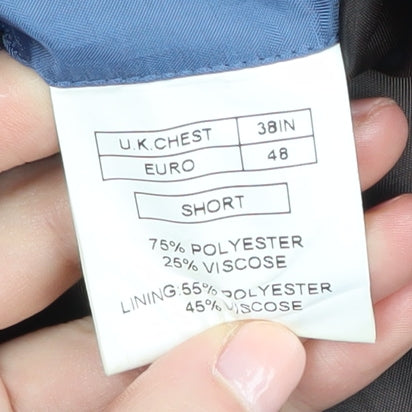 U.K.CHEST 38IN
EURO 48
SHORT
75% POLYESTER
25% VISCOSE
LINING:55% POLYESTER
45% VISCOSE